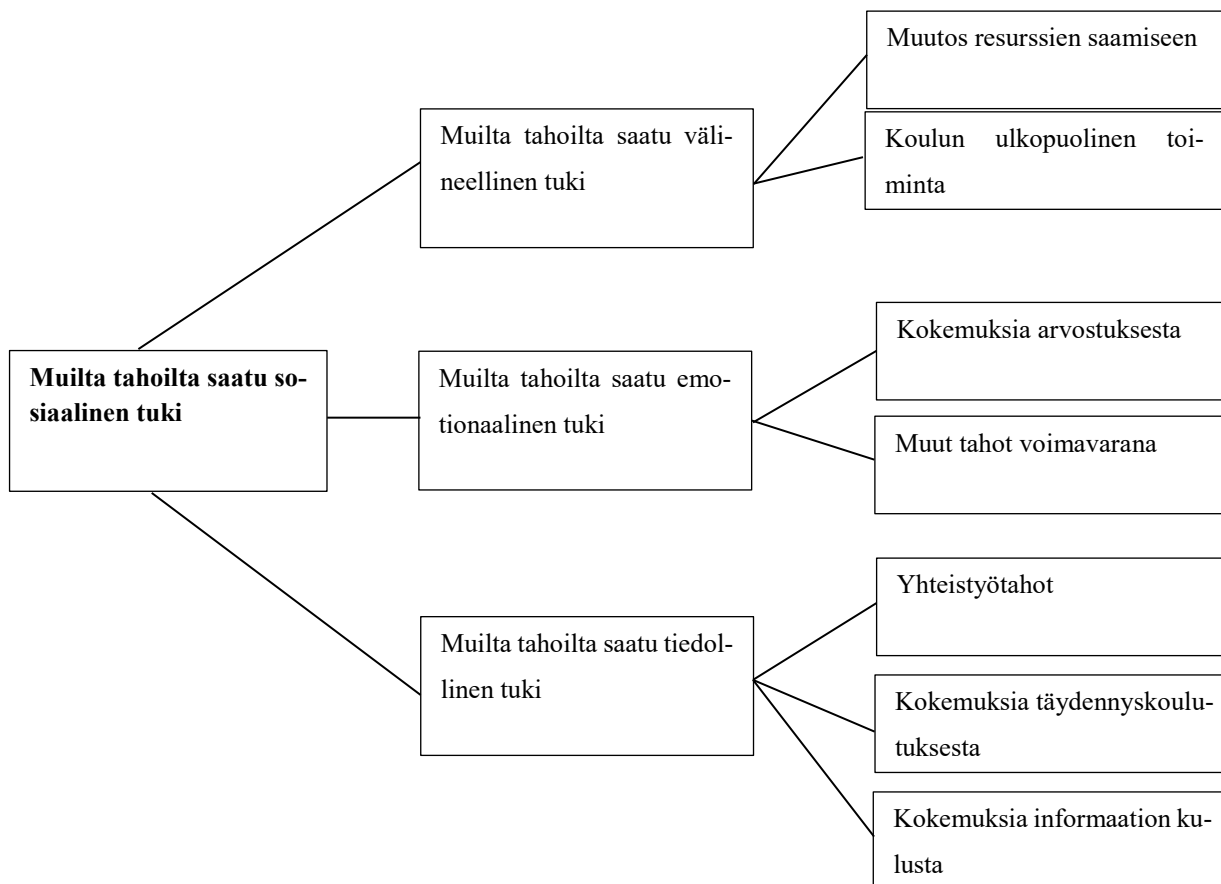 Muutos resurssien saamiseen
Muilta tahoilta saatu väli-
neellinen tuki
Koulun ulkopuolinen toi-
minta
Kokemuksia arvostuksesta
Muilta tahoilta saatu so-
siaalinen tuki
Muilta tahoilta saatu emo-
tionaalinen tuki
Muut tahot voimavarana
Yhteistyötahot
Muilta tahoilta saatu tiedol-
linen tuki
Kokemuksia täydennyskoulu-
tuksesta
Kokemuksia informaation ku-
lusta